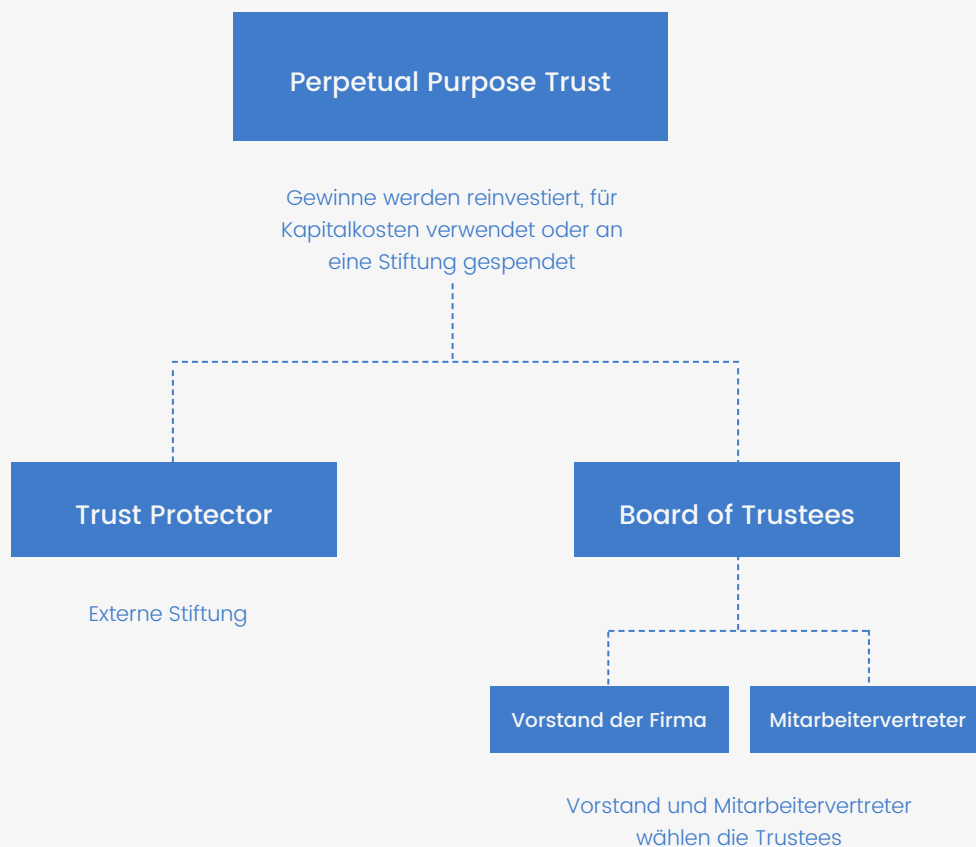 Perpetual Purpose Trust
Gewinne werden reinvestiert, für
Kapitalkosten verwendet oder an
eine Stiftung gespendet
Trust Protector
Board of Trustees
Externe Stiftung
Vorstand der Firma
Mitarbeitervertreter
Vorstand und Mitarbeitervertreter
wählen die Trustees